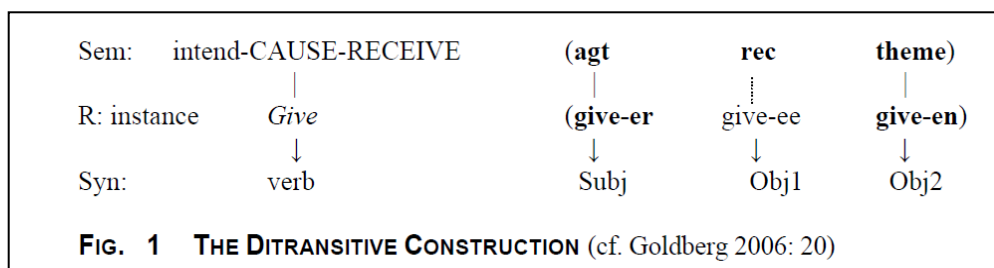 Sem: intend-CAUSE-RECEIVE (agt rec theme)
R: instance Give (give-er give-ee give-en)
Syn: verb Subj Obj1 Obj2
FIG. 1 THE DITRANSITIVE CONSTRUCTION (cf. Goldberg 2006: 20)